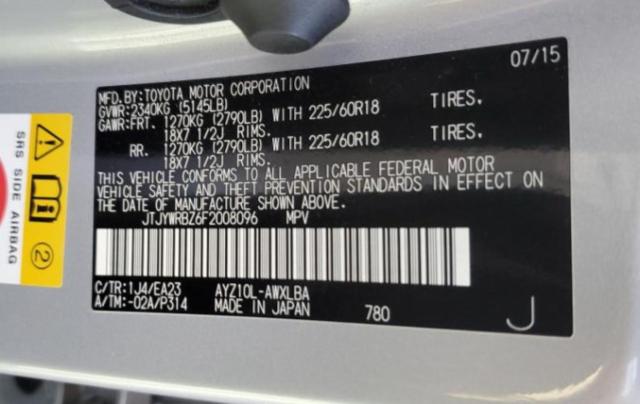 07/15
MFD.BY:TOYOTA MOTOR CORPORATION
GVWR:2340KG (5145LB)
GAWR:FRT. 1270KG (2790LB) WITH 225/60R18 TIRES.
18X7 1/2J RIMS.
RR. 1270KG (2790LB) WITH 225/60R18 TIRES.
18X7 1/2J RIMS.
THIS VEHICLE CONFORMS TO ALL APPLICABLE FEDERAL MOTOR
VEHICLE SAFETY AND THEFT PREVENTION STANDARDS IN EFFECT ON
THE DATE OF MANUFACTURE SHOWN ABOVE.
JTJYWRBZ6F2008096 MPV
C/TR:1J4/EA23 AYZ10L-AWXLBA
A/TM:-02A/P314 MADE IN JAPAN 780 J
SRS SIDE AIRBAG
2